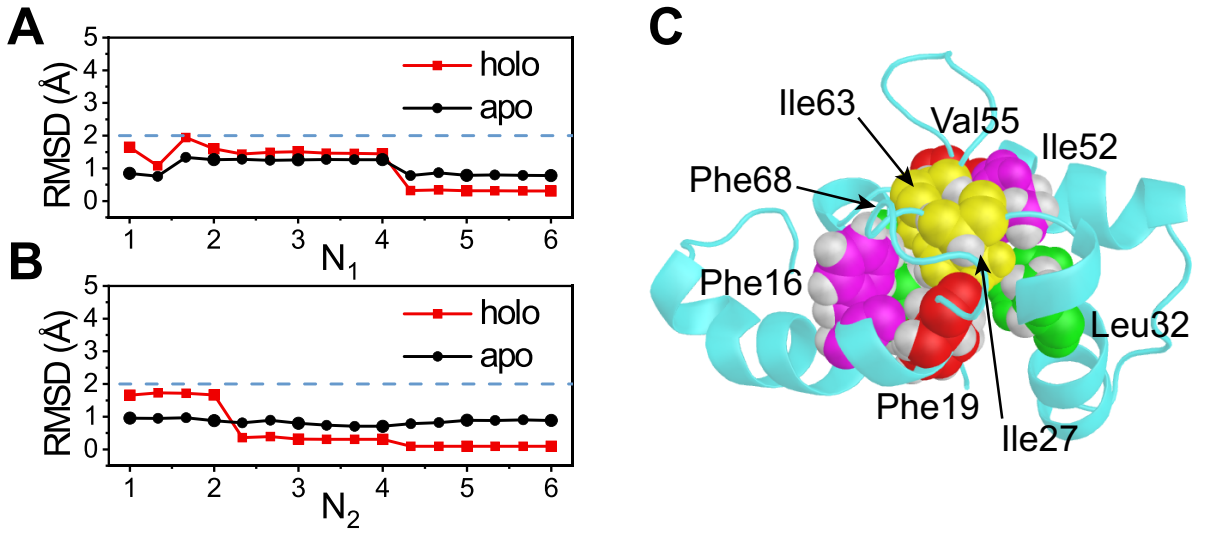 A
RMSD (Å)
5
4
3
2
1
0
holo
apo
1 2 3 4 5 6
N1
B
RMSD (Å)
5
4
3
2
1
0
holo
apo
1 2 3 4 5 6
N2
C
Ile63
Val55
Ile52
Phe68
Phe16
Leu32
Phe19
Ile27